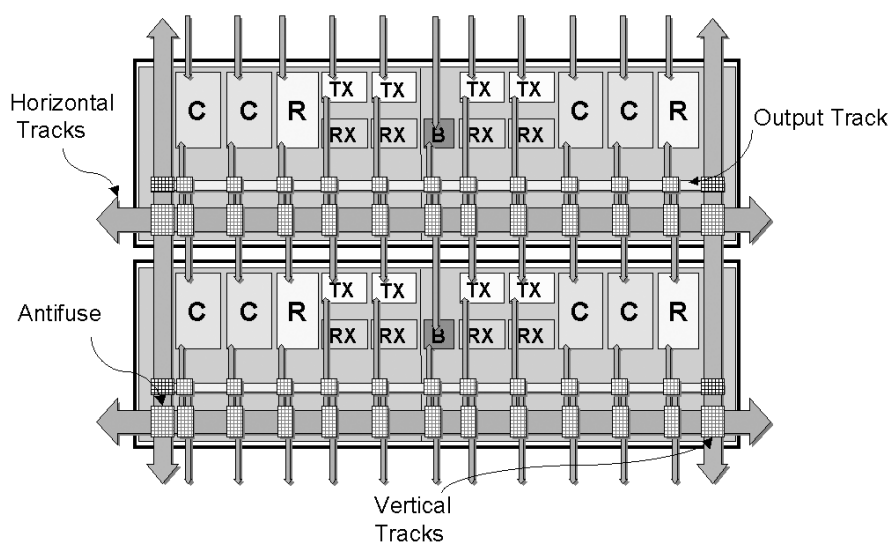 TX TX TX TX
C C R C C R
RX RX B RX RX
Horizontal
Tracks
Output Track
TX TX TX TX
C C R C C R
RX RX B RX RX
Antifuse
Vertical
Tracks